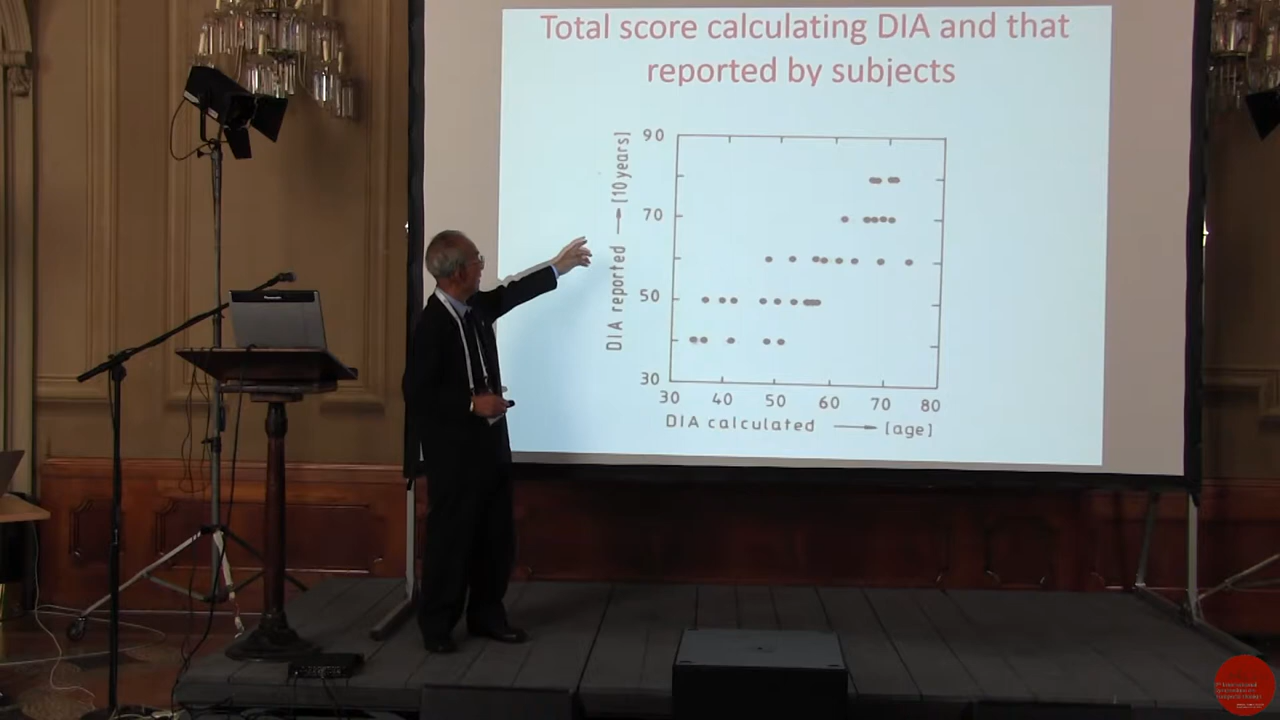 Total score calculating DIA and that
reported by subjects
90
70
50
30
DIA reported ⟶ [10 years]
30 40 50 60 70 80
DIA calculated ⟶ [age]
Panasonic